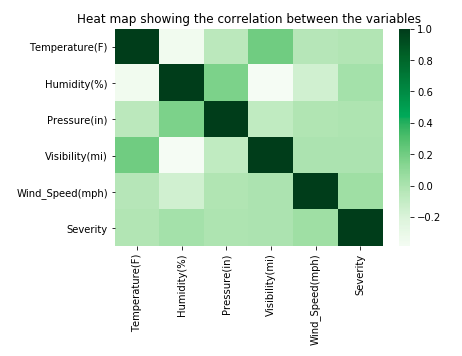 Heat map showing the correlation between the variables
Temperature(F)
Humidity(%)
Pressure(in)
Visibility(mi)
Wind_Speed(mph)
Severity
Temperature(F)
Humidity(%)
Pressure(in)
Visibility(mi)
Wind_Speed(mph)
Severity
1.0
0.8
0.6
0.4
0.2
0.0
−0.2